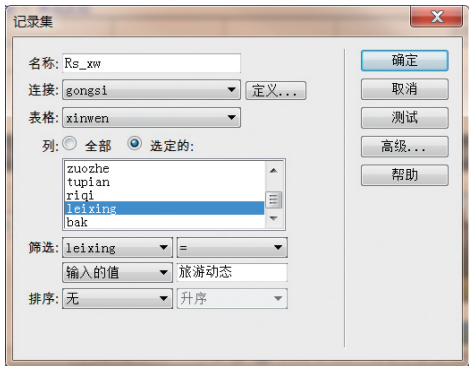 记录集
名称: Rs_xw
连接: gongsi 定义...
表格: xinwen
列: 全部 选定的:
zuozhe
tupian
riqi
leixing
bak
筛选: leixing =
输入的值 旅游动态
排序: 无 升序
确定
取消
测试
高级...
帮助